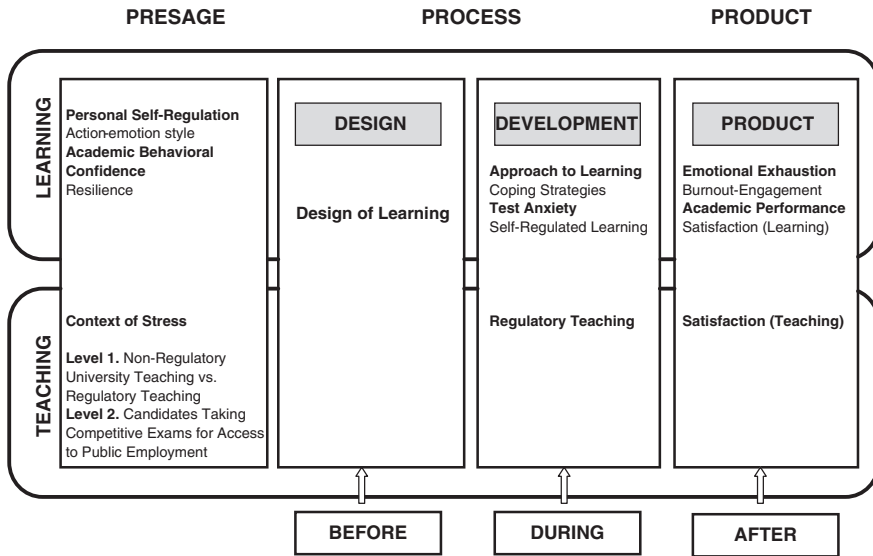 PRESAGE
PROCESS
PRODUCT
LEARNING
Personal Self-Regulation
Action-emotion style
Academic Behavioral
Confidence
Resilience
DESIGN
Design of Learning
DEVELOPMENT
Approach to Learning
Coping Strategies
Test Anxiety
Self-Regulated Learning
PRODUCT
Emotional Exhaustion
Burnout-Engagement
Academic Performance
Satisfaction (Learning)
TEACHING
Context of Stress
Level 1. Non-Regulatory
University Teaching vs.
Regulatory Teaching
Level 2. Candidates Taking
Competitive Exams for Access
to Public Employment
Regulatory Teaching
Satisfaction (Teaching)
BEFORE
DURING
AFTER